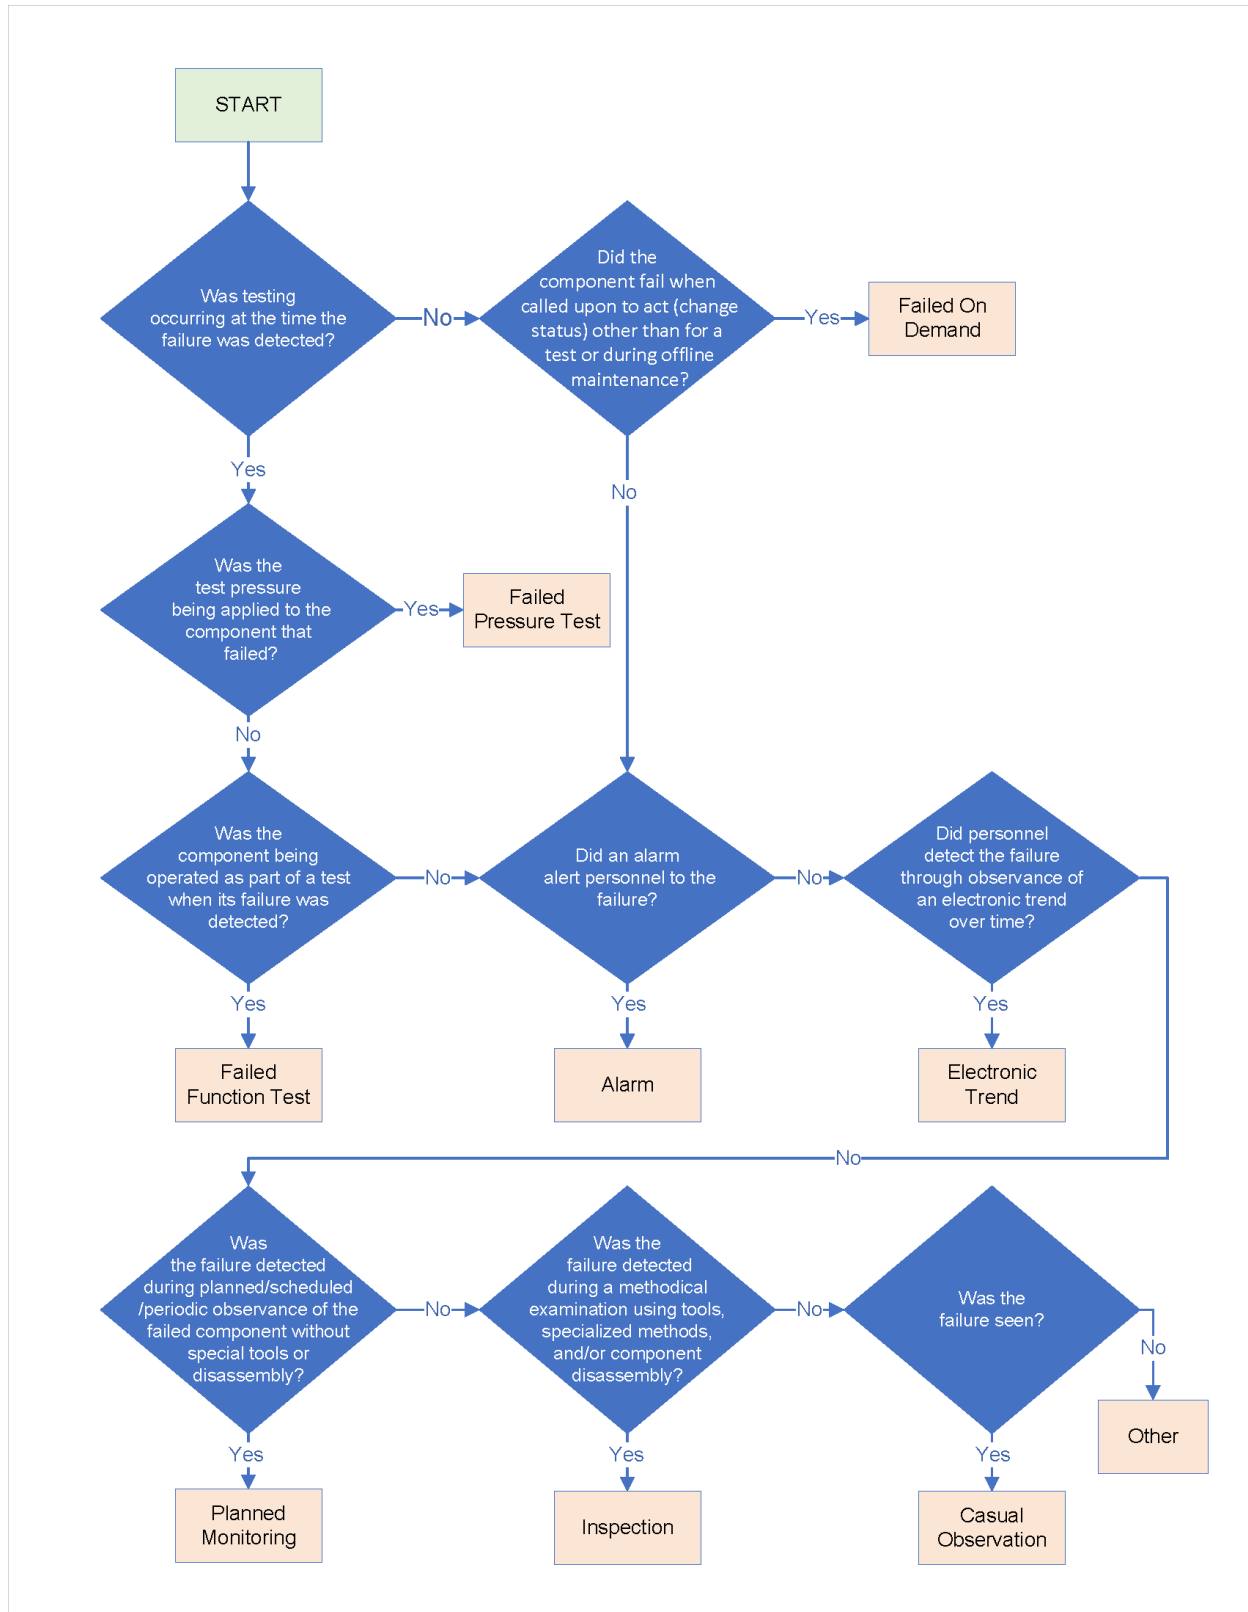 START
Was testing
occurring at the time the
failure was detected?
No
Did the
component fail when
called upon to act (change
status) other than for a
test or during offline
maintenance?
Yes
Failed On
Demand
Yes
No
Was the
test pressure
being applied to the
component that
failed?
Yes
Failed
Pressure Test
No
Was the
component being
operated as part of a test
when its failure was
detected?
No
Did an alarm
alert personnel to the
failure?
No
Did personnel
detect the failure
through observance of
an electronic trend
over time?
Yes
Yes
Yes
Failed
Function Test
Alarm
Electronic
Trend
No
Was
the failure detected
during planned/scheduled
/periodic observance of the
failed component without
special tools or
disassembly?
No
Was the
failure detected
during a methodical
examination using tools,
specialized methods,
and/or component
disassembly?
No
Was the
failure seen?
No
Other
Yes
Yes
Yes
Planned
Monitoring
Inspection
Casual
Observation